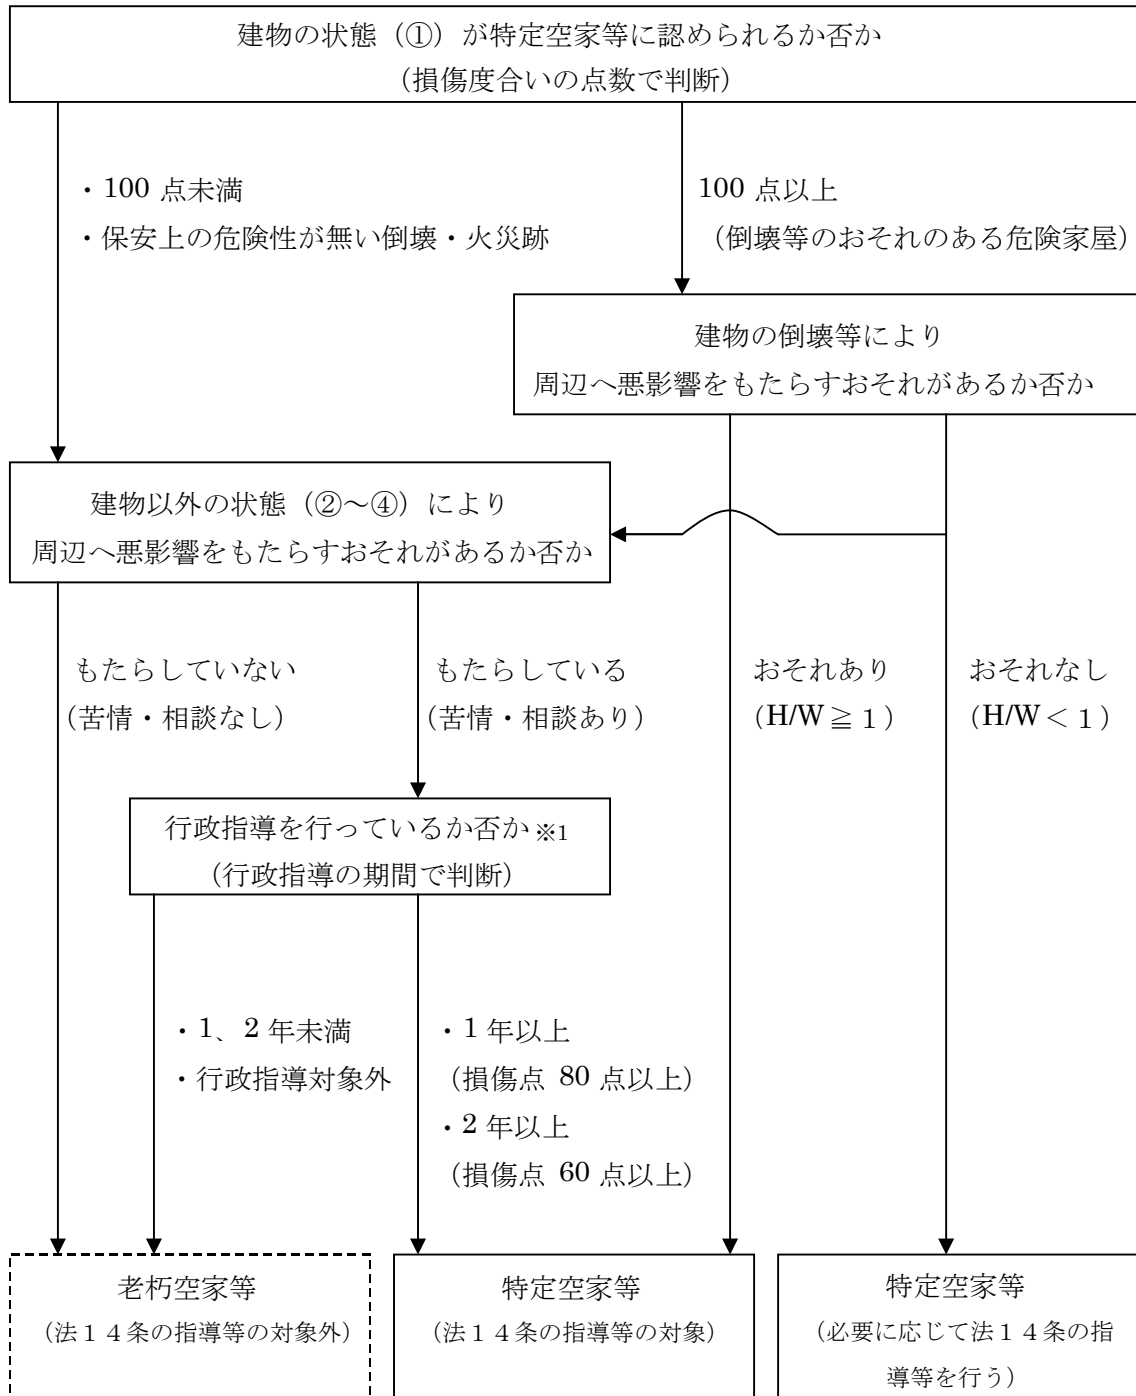 建物の状態(①)が特定空家等に認められるか否か
(損傷度合いの点数で判断)
・100 点未満
・保安上の危険性が無い倒壊・火災跡
100 点以上
(倒壊等のおそれのある危険家屋)
建物の倒壊等により
周辺へ悪影響をもたらすおそれがあるか否か
建物以外の状態(②～④)により
周辺へ悪影響をもたらすおそれがあるか否か
もたらしていない
(苦情・相談なし)
もたらしている
(苦情・相談あり)
おそれあり
(H/W≧１)
おそれなし
(H/W＜１)
行政指導を行っているか否か※1
(行政指導の期間で判断)
・1、2 年未満
・行政指導対象外
・1 年以上
(損傷点 80 点以上)
・2 年以上
(損傷点 60 点以上)
老朽空家等
(法１４条の指導等の対象外)
特定空家等
(法１４条の指導等の対象)
特定空家等
(必要に応じて法１４条の指
導等を行う)